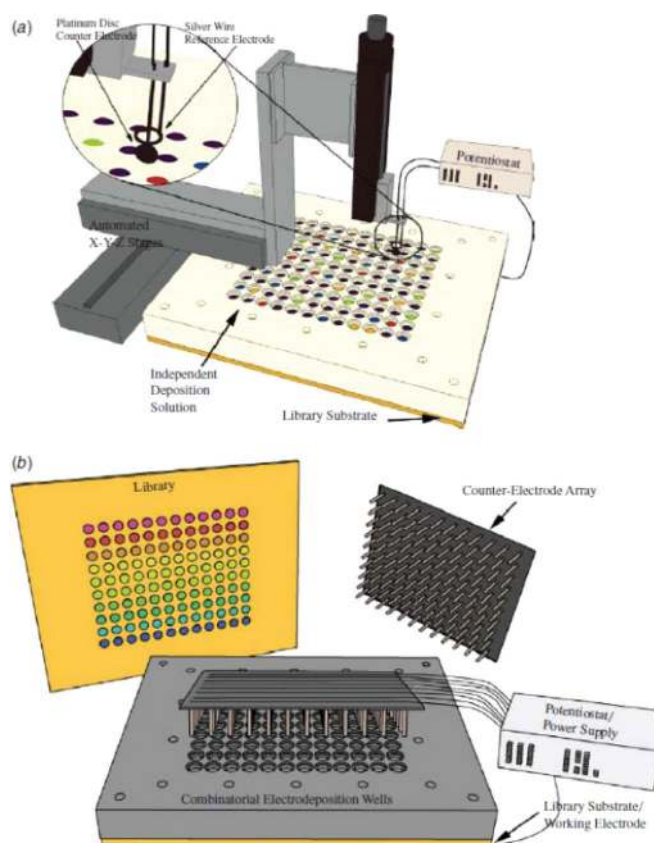 (a)
Platinum Disc
Counter Electrode
Silver Wire
Reference Electrode
Potentiostat
Automated
X-Y-Z Stress
Independent
Deposition
Solution
Library Substrate
(b)
Library
Counter-Electrode Array
Potentiostat/
Power Supply
Combinatorial Electrodeposition Wells
Library Substrate/
Working Electrode